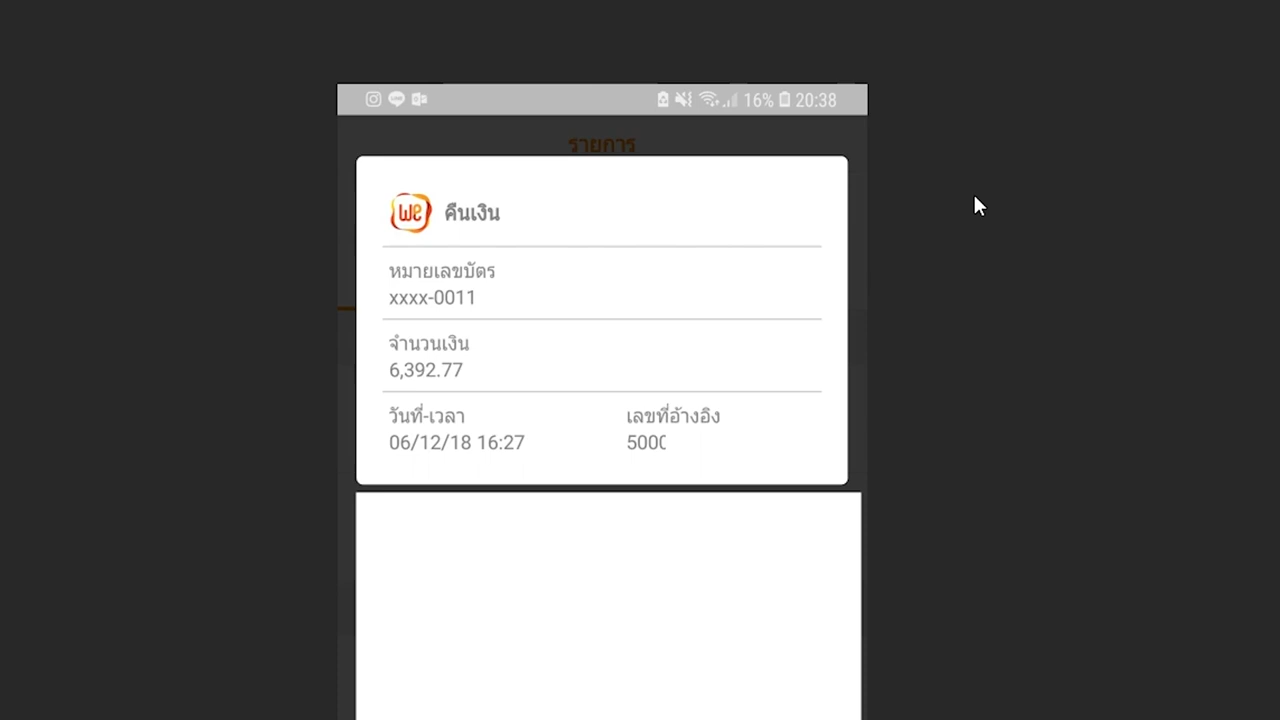 16% 20:38
รายการ
we คืนเงิน
หมายเลขบัตร
xxxx-0011
จำนวนเงิน
6,392.77
วันที่-เวลา เลขที่อ้างอิง
06/12/18 16:27 5000